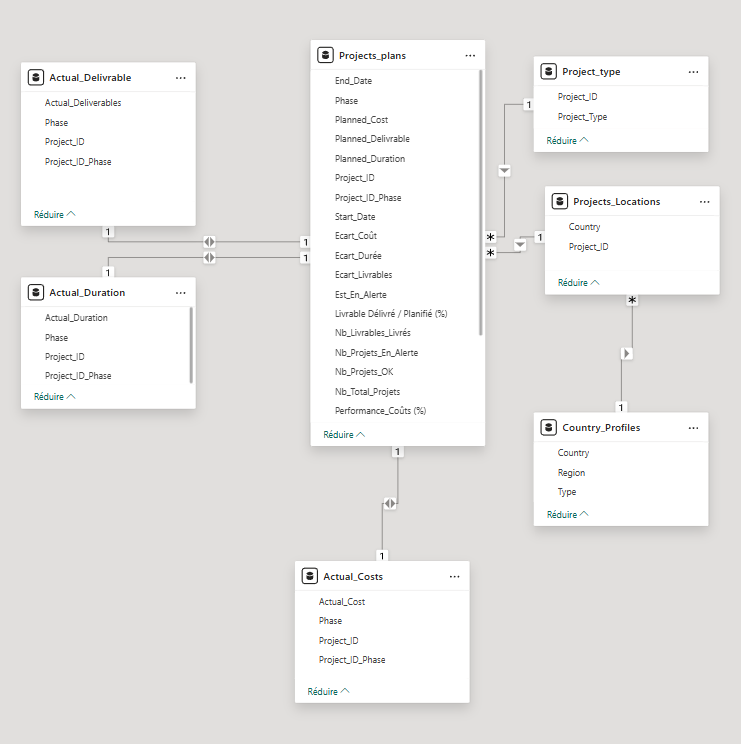 Actual_Delivrable
Actual_Deliverables
Phase
Project_ID
Project_ID_Phase
Réduire
1
1
Actual_Duration
Actual_Duration
Phase
Project_ID
Project_ID_Phase
Réduire
1
1
Projects_plans
End_Date
Phase
Planned_Cost
Planned_Delivrable
Planned_Duration
Project_ID
Project_ID_Phase
Start_Date
Ecart_Coût
Ecart_Durée
Ecart_Livrables
Est_En_Alerte
Livrable Délivré / Planifié (%)
Nb_Livrables_Livrés
Nb_Projets_En_Alerte
Nb_Projets_OK
Nb_Total_Projets
Performance_Coûts (%)
Réduire
1
1
Actual_Costs
Actual_Cost
Phase
Project_ID
Project_ID_Phase
Réduire
Project_type
Project_ID
Project_Type
Réduire
1
*
Projects_Locations
Country
Project_ID
Réduire
1
*
*
1
Country_Profiles
Country
Region
Type
Réduire